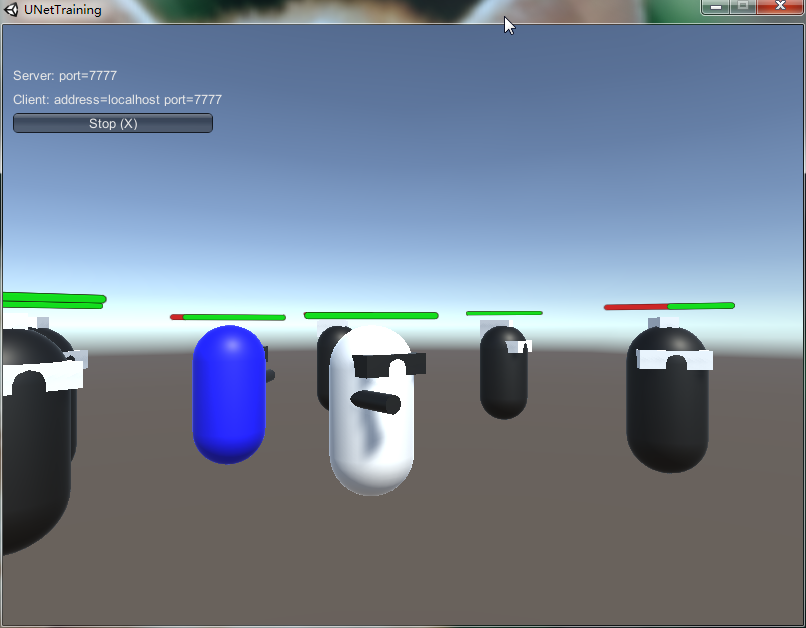 UNetTraining
Server: port=7777
Client: address=localhost port=7777
Stop (X)